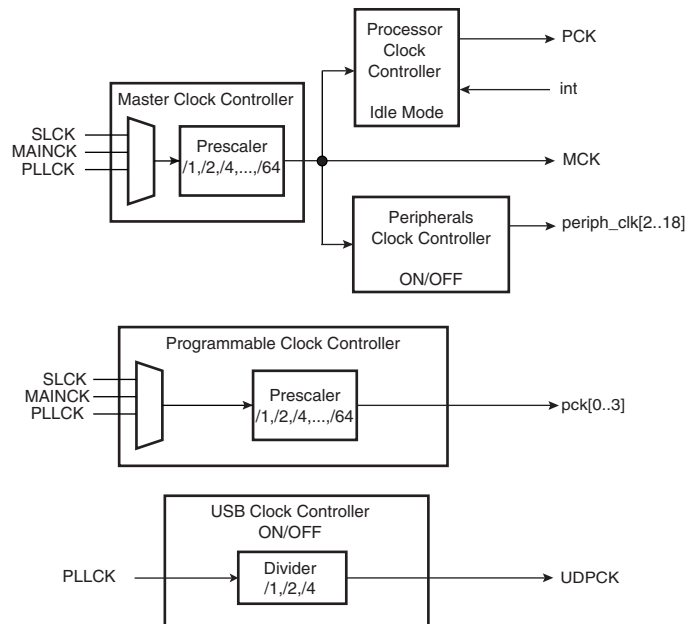 Processor
Clock
Controller
Idle Mode
PCK
int
Master Clock Controller
SLCK
MAINCK
PLLCK
Prescaler
/1,/2,/4,...,/64
MCK
Peripherals
Clock Controller
ON/OFF
periph_clk[2..18]
Programmable Clock Controller
SLCK
MAINCK
PLLCK
Prescaler
/1,/2,/4,...,/64
pck[0..3]
USB Clock Controller
ON/OFF
PLLCK
Divider
/1,/2,/4
UDPCK